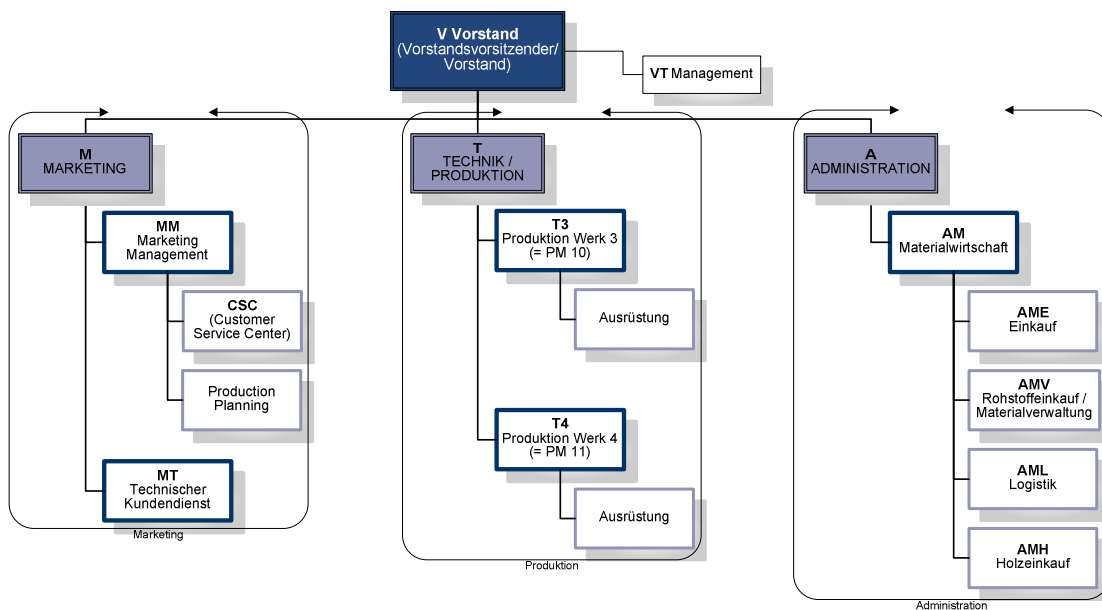 V Vorstand
(Vorstandsvorsitzender/
Vorstand)
VT Management
M
MARKETING
MM
Marketing
Management
CSC
(Customer
Service Center)
Production
Planning
MT
Technischer
Kundendienst
Marketing
T
TECHNIK /
PRODUKTION
T3
Produktion Werk 3
(= PM 10)
Ausrüstung
T4
Produktion Werk 4
(= PM 11)
Ausrüstung
Produktion
A
ADMINISTRATION
AM
Materialwirtschaft
AME
Einkauf
AMV
Rohstoffeinkauf /
Materialverwaltung
AML
Logistik
AMH
Holzeinkauf
Administration